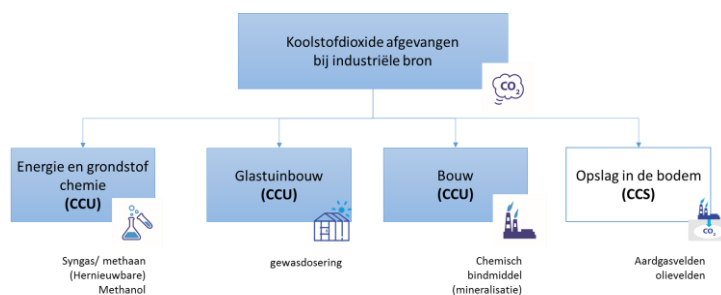 Koolstofdioxide afgevangen
bij industriële bron
CO2
Energie en grondstof
chemie
(CCU)
Glastuinbouw
(CCU)
Bouw
(CCU)
Opslag in de bodem
(CCS)
CO2
Syngas/ methaan
(Hernieuwbare)
Methanol
gewasdosering
Chemisch
bindmiddel
(mineralisatie)
Aardgasvelden
olievelden